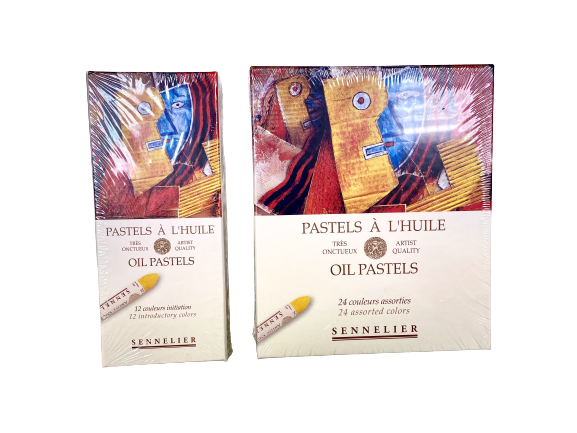 PASTELS À L'HUILE
TRÈS ONCTUEUX
ARTIST QUALITY
OIL PASTELS
12 couleurs initiation
12 introductory colors
SENNELIER
PASTELS À L'HUILE
TRÈS ONCTUEUX
ARTIST QUALITY
OIL PASTELS
24 couleurs assorties
24 assorted colors
SENNELIER